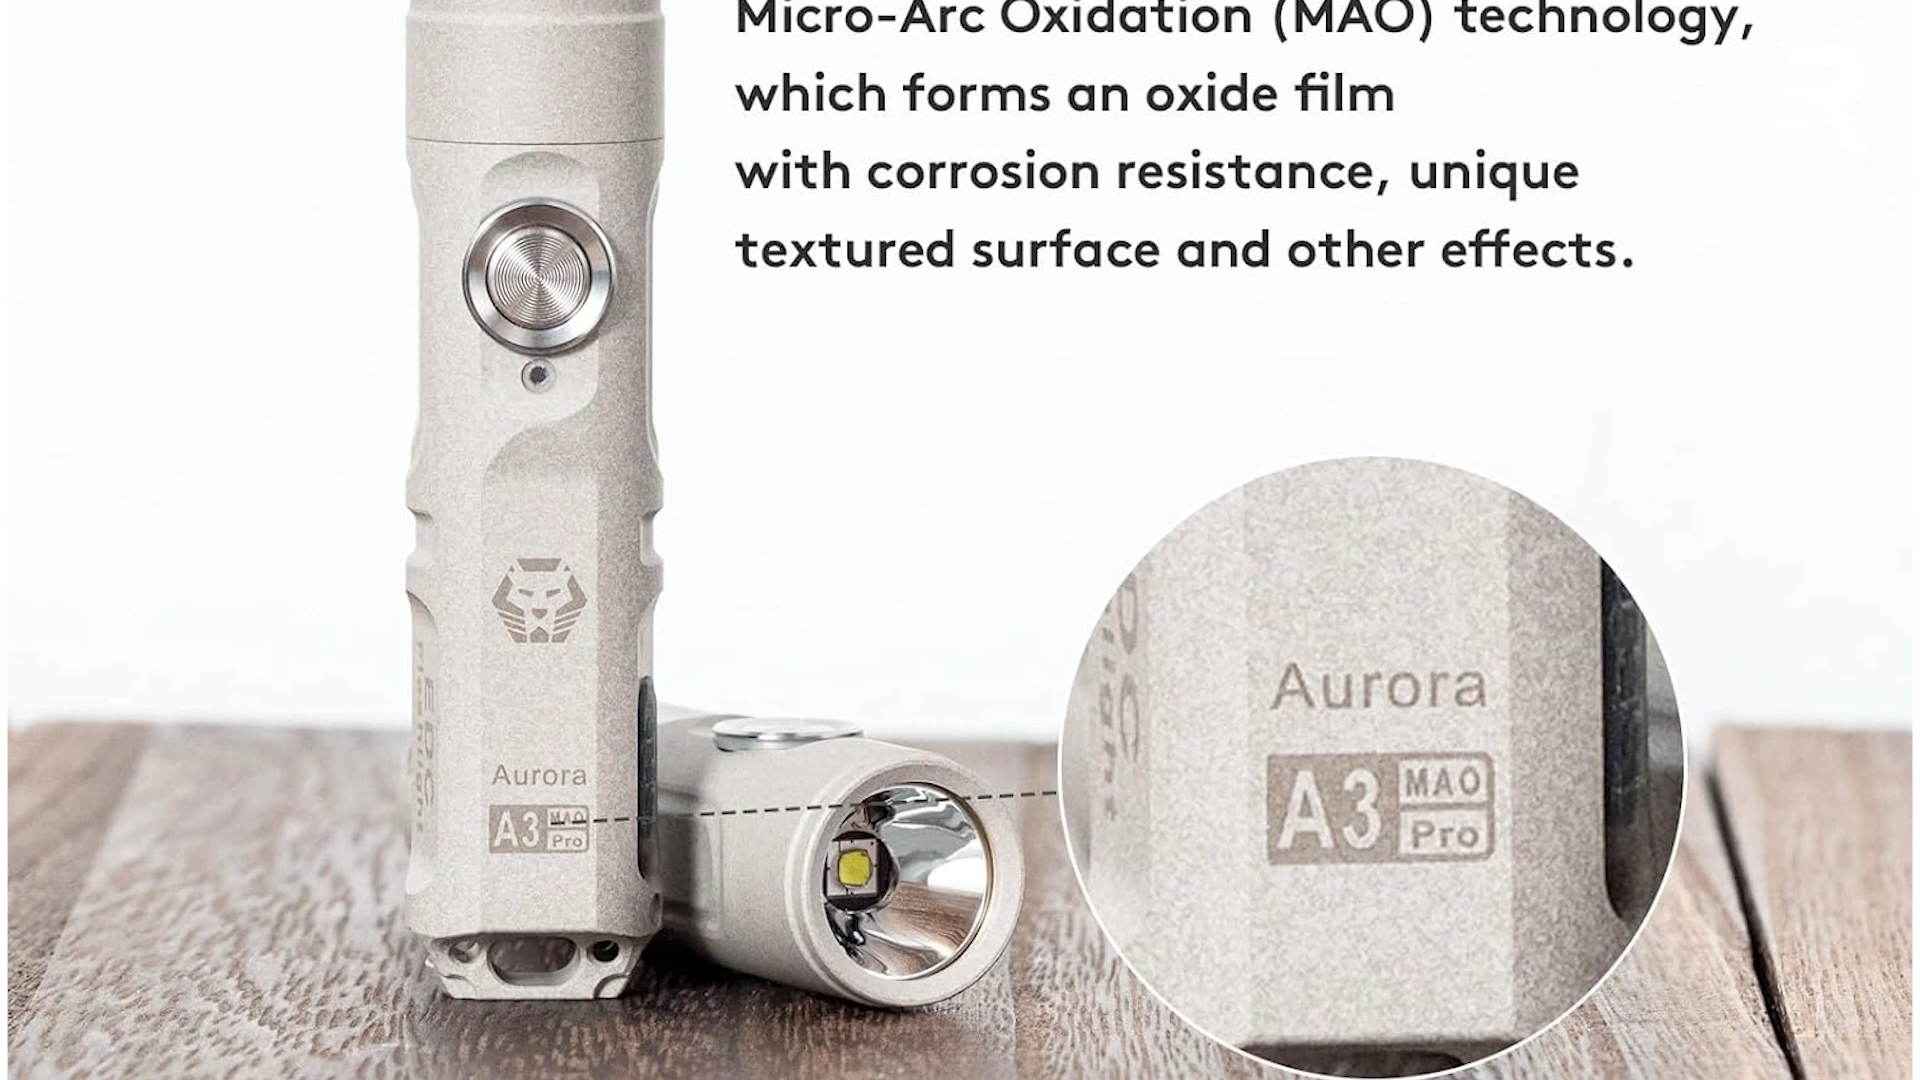 Micro-Arc Oxidation (MAO) technology,
which forms an oxide film
with corrosion resistance, unique
textured surface and other effects.
Aurora
A3 MAO
Pro
EDC
Aurora
A3 MAO
Pro